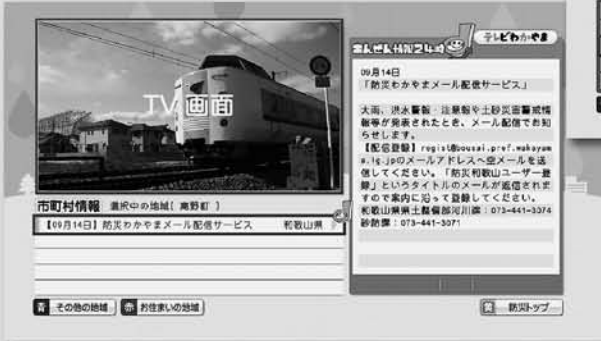 TV画面
あんぜん情報24時
テレビわかやま
09月14日
「防災わかやまメール配信サービス」
大雨、洪水警報・注意報や土砂災害警戒情
報等が発表されたとき、メール配信でお知
らせします。
【配信登録】regist@bousai.pref.wakayam
a.lg.jpのメールアドレスへ空メールを送
信してください。「防災和歌山ユーザー登
録」というタイトルのメールが返信されま
すので案内に沿って登録してください。
和歌山県県土整備部河川課：073-441-3074
砂防課：073-441-3071
市町村情報 選択中の地域[ 高野町 ]
【09月14日】防災わかやまメール配信サービス 和歌山県
青 その他の地域 赤 お住まいの地域
黄 防災トップ